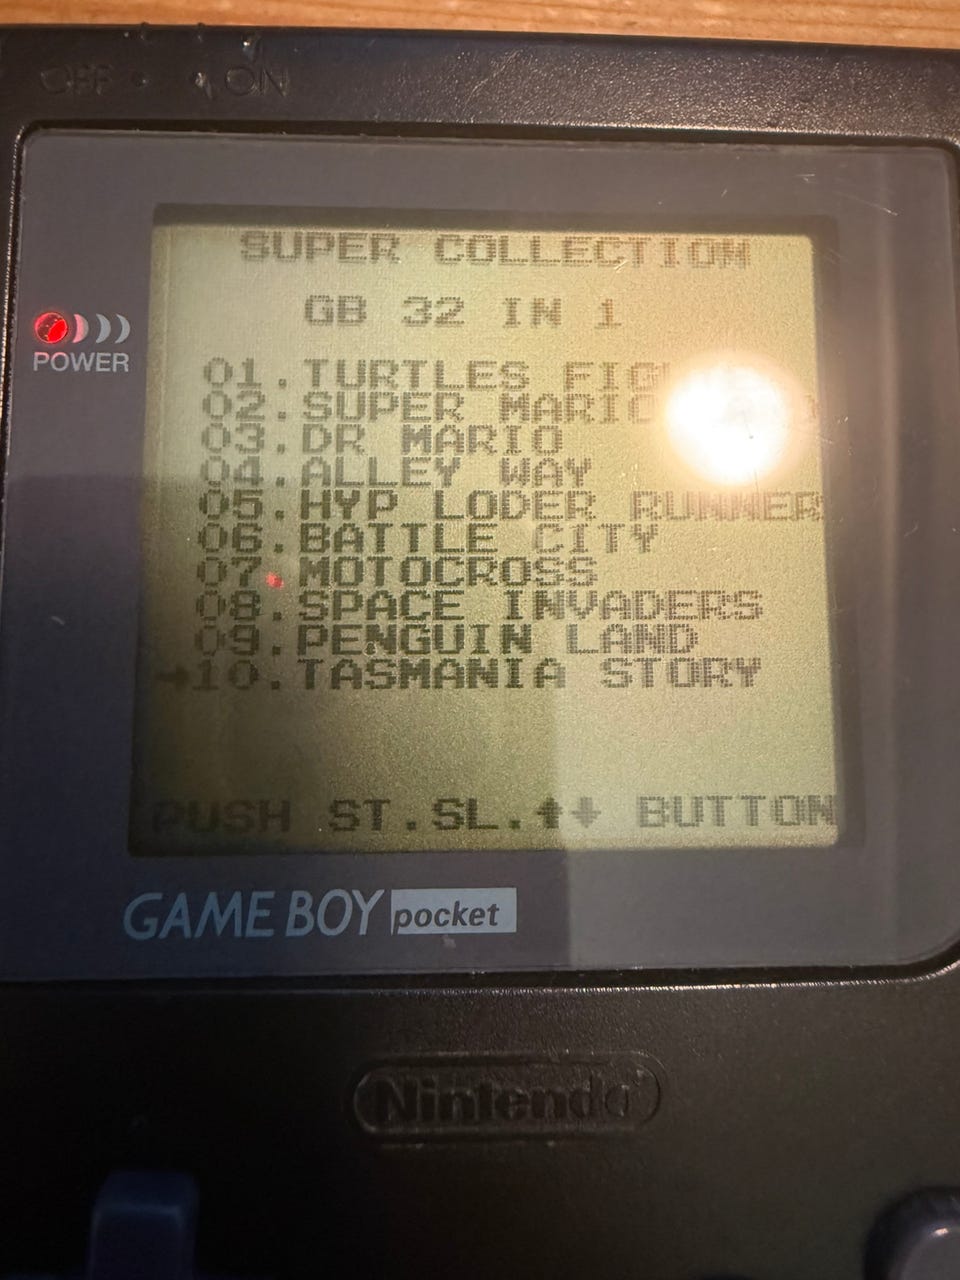 OFF ON
SUPER COLLECTION
GB 32 IN 1
POWER
01.TURTLES
02.SUPER MARIO
03.DR MARIO
04.ALLEY WAY
05.HYP LODER RUNNER
06.BATTLE CITY
07.MOTOCROSS
08.SPACE INVADERS
09.PENGUIN LAND
→10.TASMANIA STORY
PUSH ST.SL.↑↓ BUTTON
GAME BOY pocket
Nintendo®